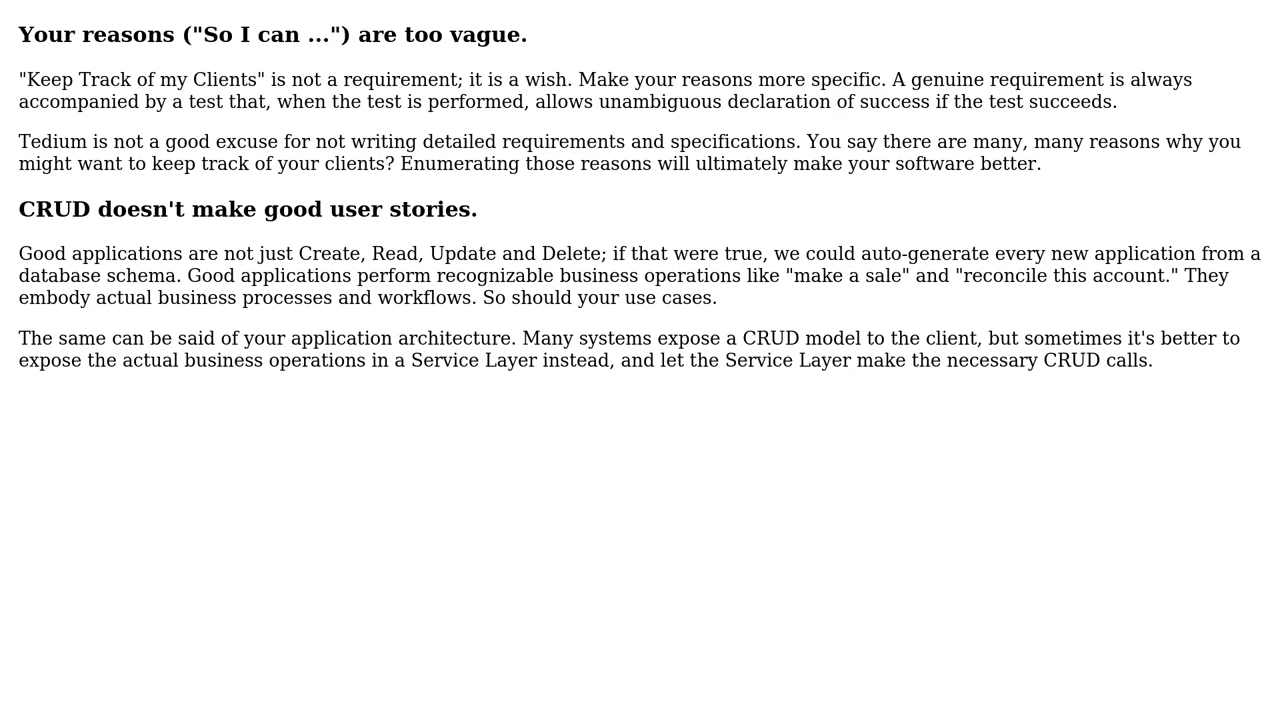 Your reasons ("So I can ...") are too vague.
"Keep Track of my Clients" is not a requirement; it is a wish. Make your reasons more specific. A genuine requirement is always
accompanied by a test that, when the test is performed, allows unambiguous declaration of success if the test succeeds.
Tedium is not a good excuse for not writing detailed requirements and specifications. You say there are many, many reasons why you
might want to keep track of your clients? Enumerating those reasons will ultimately make your software better.
CRUD doesn't make good user stories.
Good applications are not just Create, Read, Update and Delete; if that were true, we could auto-generate every new application from a
database schema. Good applications perform recognizable business operations like "make a sale" and "reconcile this account." They
embody actual business processes and workflows. So should your use cases.
The same can be said of your application architecture. Many systems expose a CRUD model to the client, but sometimes it's better to
expose the actual business operations in a Service Layer instead, and let the Service Layer make the necessary CRUD calls.